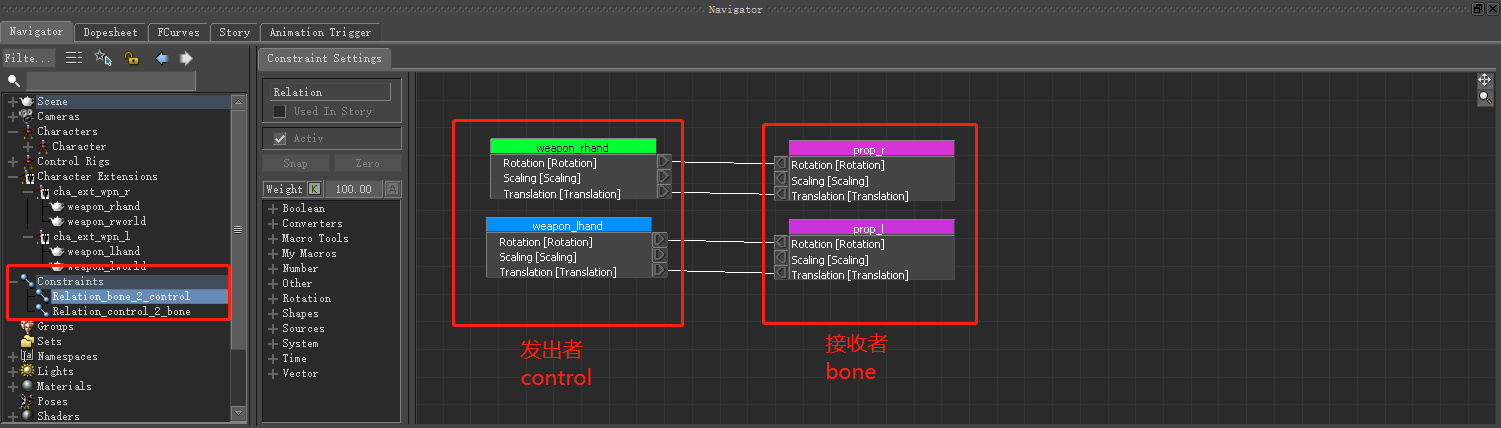 Navigator
Navigator
Dopesheet
FCurves
Story
Animation Trigger
Filte...
Scene
Cameras
Characters
Character
Control Rigs
Character Extensions
cha_ext_wpn_r
weapon_rhand
weapon_rworld
cha_ext_wpn_l
weapon_lhand
weapon_lworld
Constraints
Relation_bone_2_control
Relation_control_2_bone
Groups
Sets
Namespaces
Lights
Materials
Poses
Shaders
Constraint Settings
Relation
Used In Story
Activ
Snap
Zero
Weight
K
100.00
A
Boolean
Converters
Macro Tools
My Macros
Number
Other
Rotation
Shapes
Sources
System
Time
Vector
weapon_rhand
Rotation [Rotation]
Scaling [Scaling]
Translation [Translation]
weapon_lhand
Rotation [Rotation]
Scaling [Scaling]
Translation [Translation]
发出者
control
prop_r
Rotation [Rotation]
Scaling [Scaling]
Translation [Translation]
prop_l
Rotation [Rotation]
Scaling [Scaling]
Translation [Translation]
接收者
bone